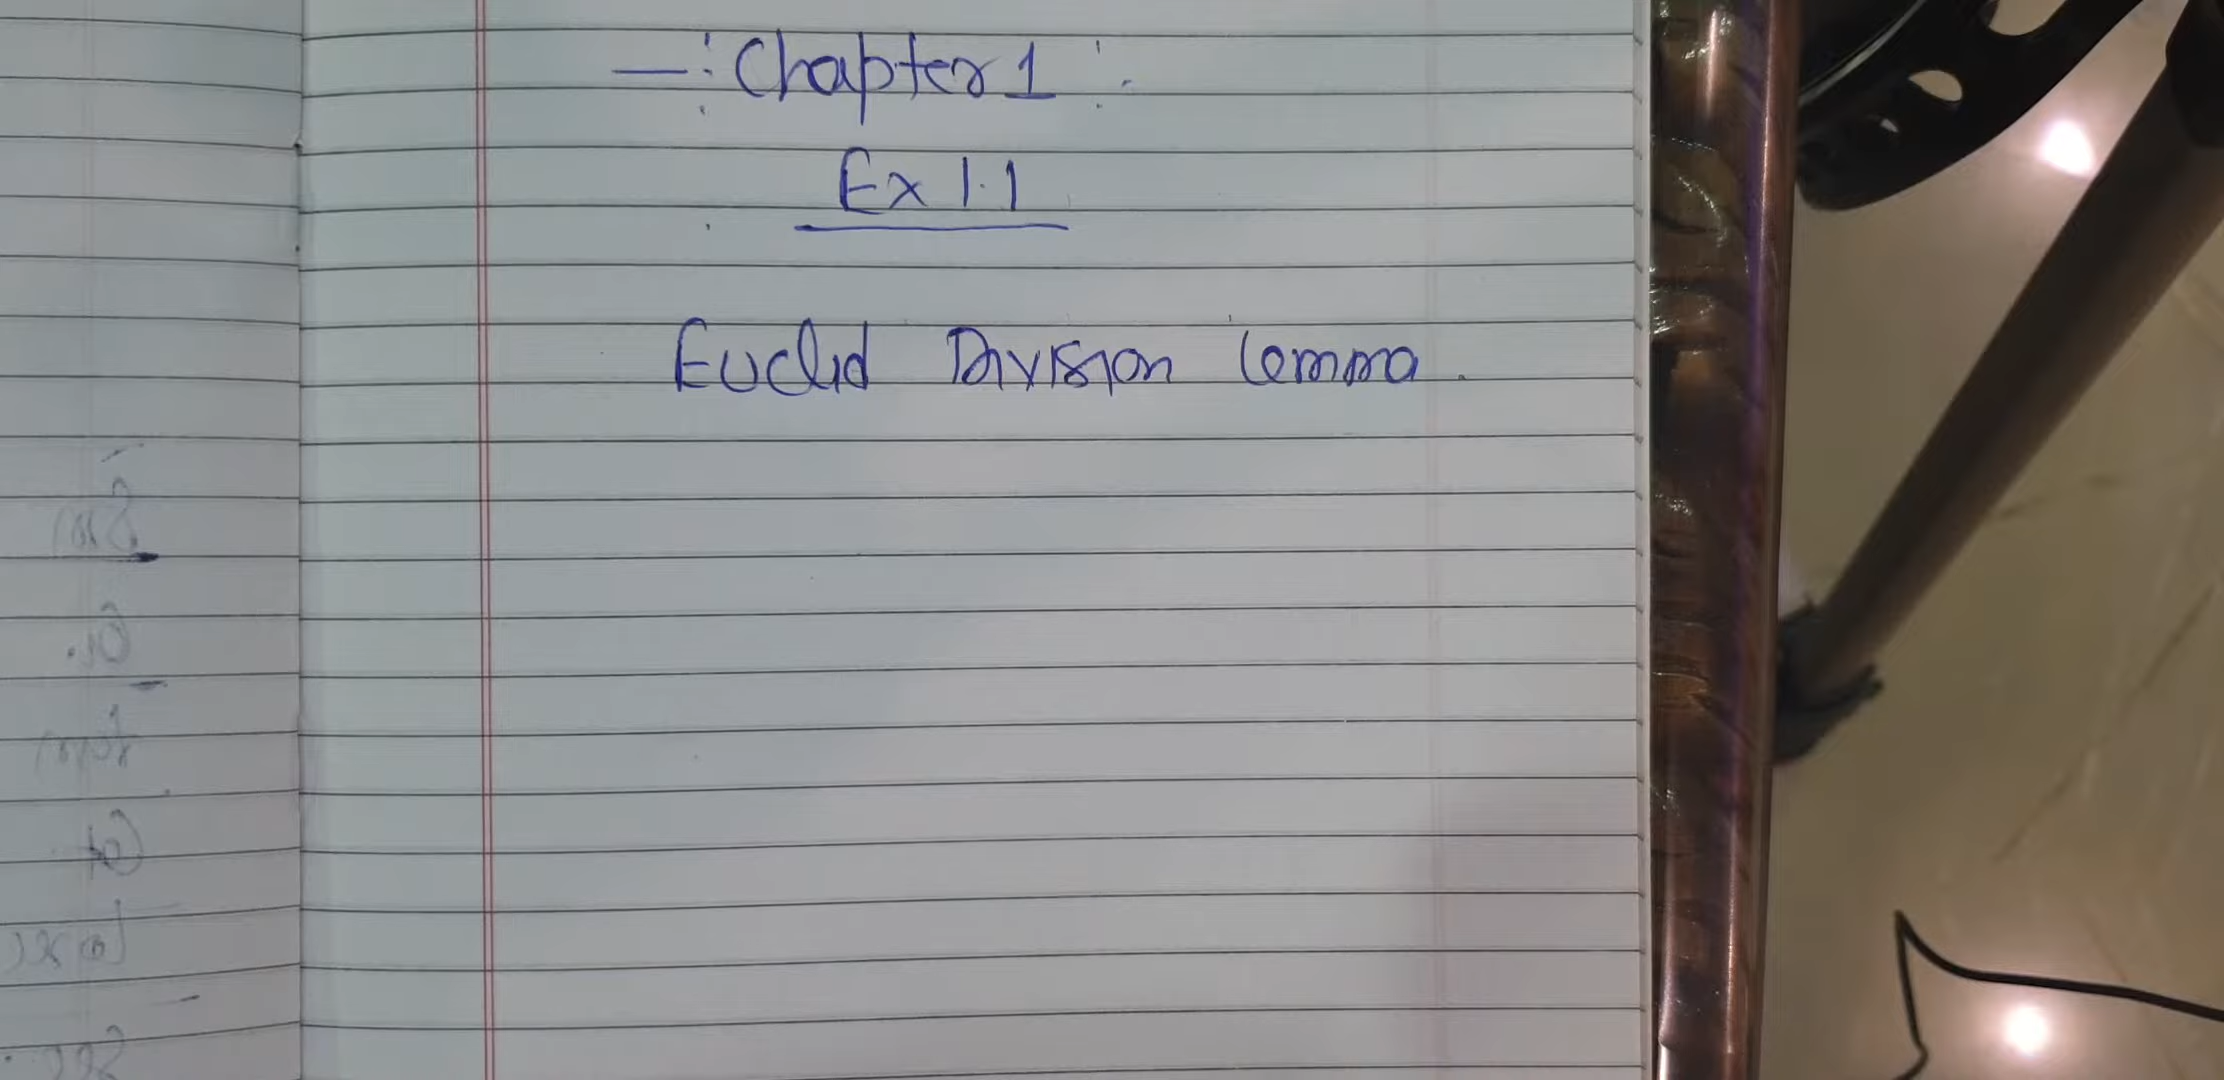 —: Chapter 1 :-
Ex 1.1
Euclid Division lemma.